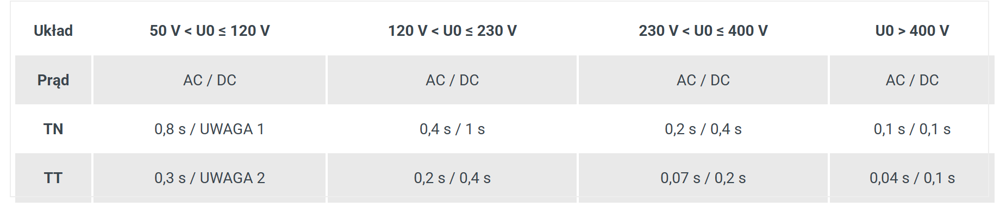 Układ 50 V < U0 ≤ 120 V 120 V < U0 ≤ 230 V 230 V < U0 ≤ 400 V U0 > 400 V
Prąd AC / DC AC / DC AC / DC AC / DC
TN 0,8 s / UWAGA 1 0,4 s / 1 s 0,2 s / 0,4 s 0,1 s / 0,1 s
TT 0,3 s / UWAGA 2 0,2 s / 0,4 s 0,07 s / 0,2 s 0,04 s / 0,1 s